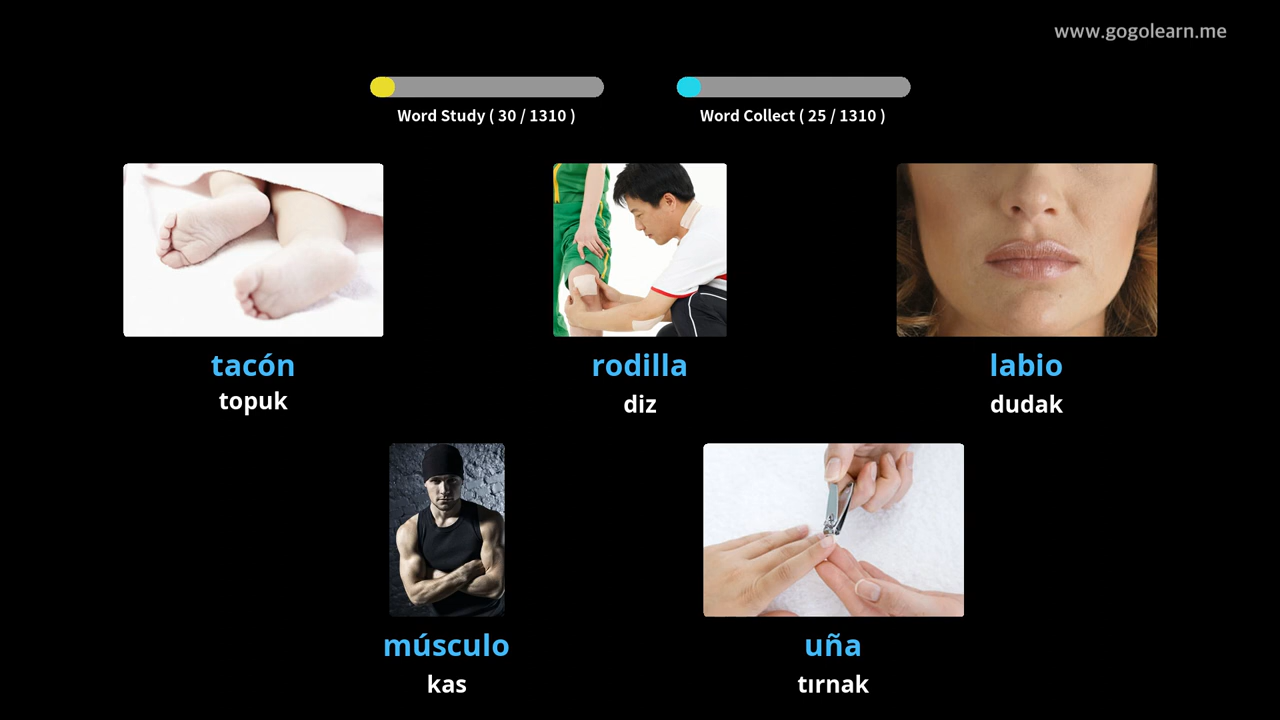 www.gogolearn.me
Word Study ( 30 / 1310 )
Word Collect ( 25 / 1310 )
tacón
topuk
rodilla
diz
labio
dudak
músculo
kas
uña
tırnak